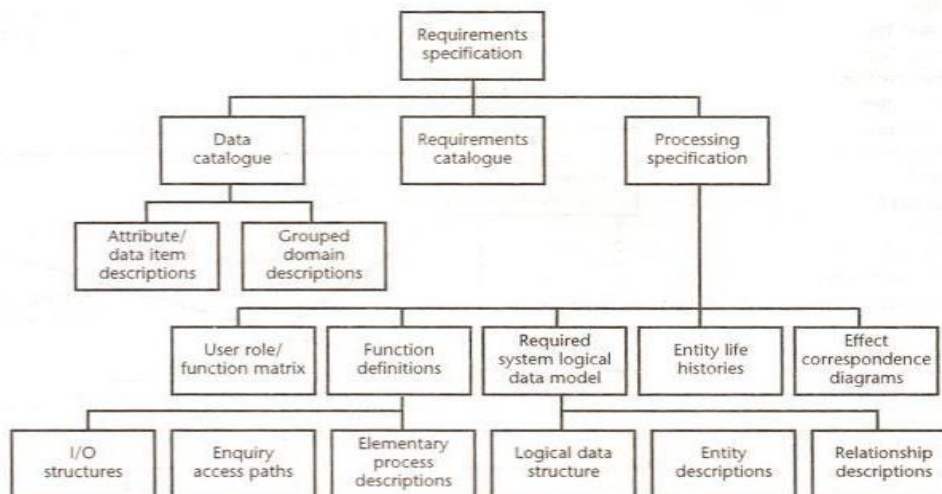 Requirements
specification
Data
catalogue
Requirements
catalogue
Processing
specification
Attribute/
data item
descriptions
Grouped
domain
descriptions
User role/
function matrix
Function
definitions
Required
system logical
data model
Entity life
histories
Effect
correspondence
diagrams
I/O
structures
Enquiry
access paths
Elementary
process
descriptions
Logical data
structure
Entity
descriptions
Relationship
descriptions